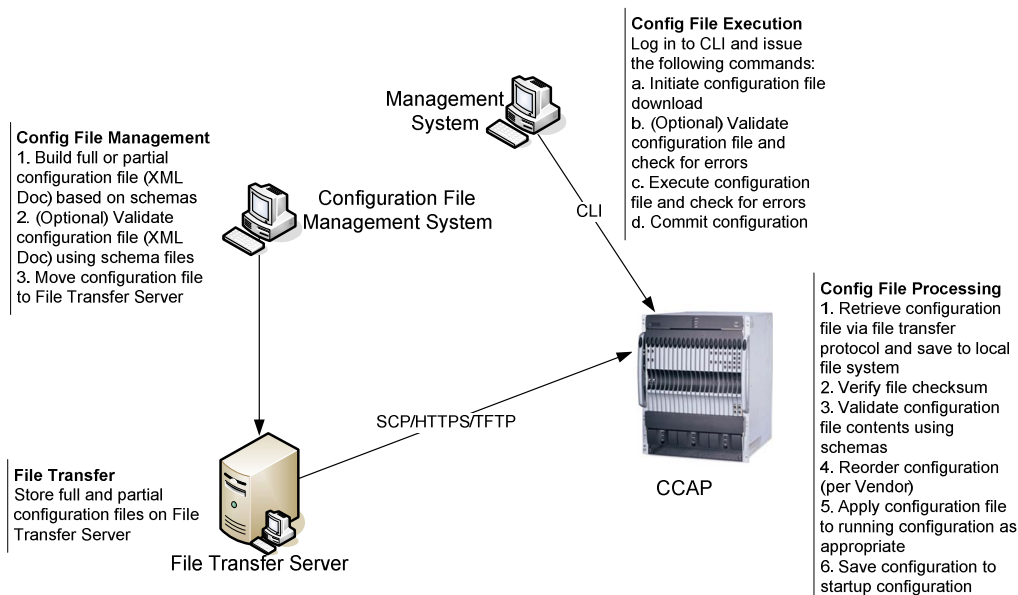 Config File Execution
Log in to CLI and issue
the following commands:
a. Initiate configuration file
download
b. (Optional) Validate
configuration file and
check for errors
c. Execute configuration
file and check for errors
d. Commit configuration
Management
System
Config File Management
1. Build full or partial
configuration file (XML
Doc) based on schemas
2. (Optional) Validate
configuration file (XML
Doc) using schema files
3. Move configuration file
to File Transfer Server
Configuration File
Management System
CLI
Config File Processing
1. Retrieve configuration
file via file transfer
protocol and save to local
file system
2. Verify file checksum
3. Validate configuration
file contents using
schemas
4. Reorder configuration
(per Vendor)
5. Apply configuration file
to running configuration as
appropriate
6. Save configuration to
startup configuration
SCP/HTTPS/TFTP
CCAP
File Transfer
Store full and partial
configuration files on File
Transfer Server
File Transfer Server